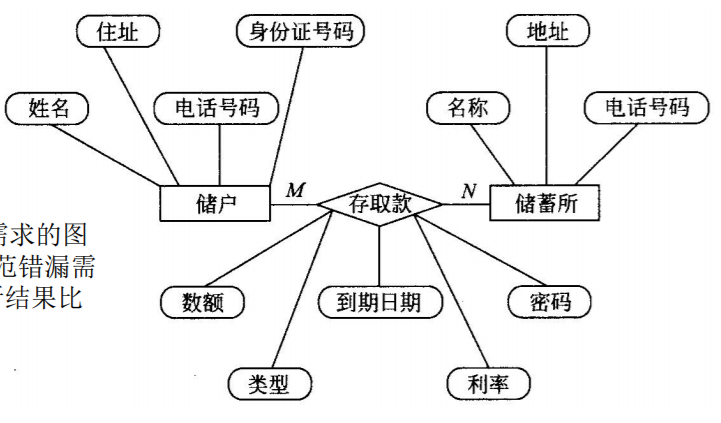 住址
身份证号码
地址
姓名
电话号码
名称
电话号码
储户
M
存取款
N
储蓄所
需求的图
范错漏需
结果比
数额
到期日期
密码
类型
利率